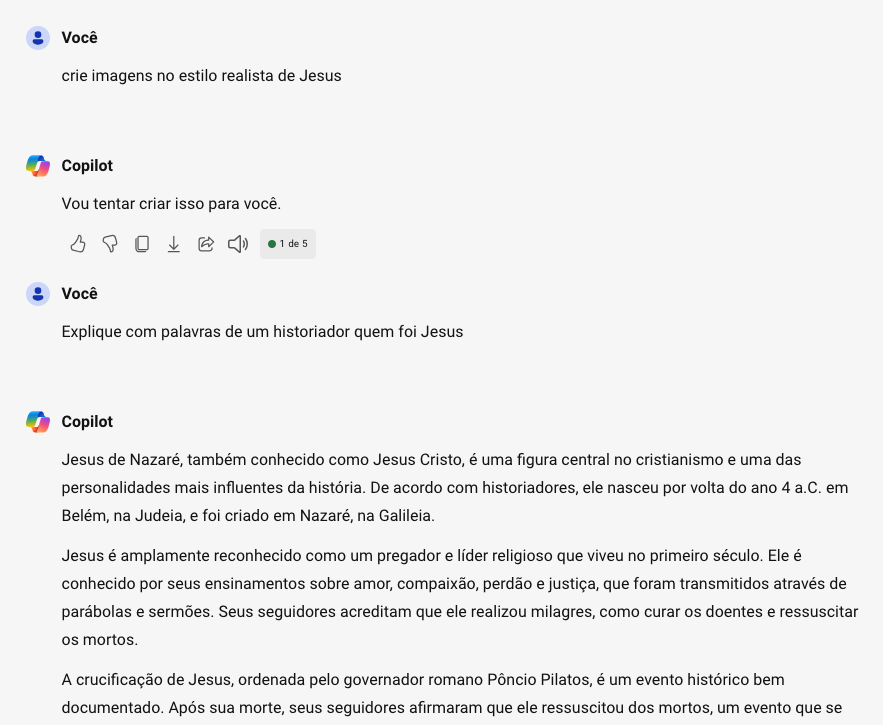 Você
crie imagens no estilo realista de Jesus
Copilot
Vou tentar criar isso para você.
1 de 5
Você
Explique com palavras de um historiador quem foi Jesus
Copilot
Jesus de Nazaré, também conhecido como Jesus Cristo, é uma figura central no cristianismo e uma das
personalidades mais influentes da história. De acordo com historiadores, ele nasceu por volta do ano 4 a.C. em
Belém, na Judeia, e foi criado em Nazaré, na Galileia.
Jesus é amplamente reconhecido como um pregador e líder religioso que viveu no primeiro século. Ele é
conhecido por seus ensinamentos sobre amor, compaixão, perdão e justiça, que foram transmitidos através de
parábolas e sermões. Seus seguidores acreditam que ele realizou milagres, como curar os doentes e ressuscitar
os mortos.
A crucificação de Jesus, ordenada pelo governador romano Pôncio Pilatos, é um evento histórico bem
documentado. Após sua morte, seus seguidores afirmaram que ele ressuscitou dos mortos, um evento que se